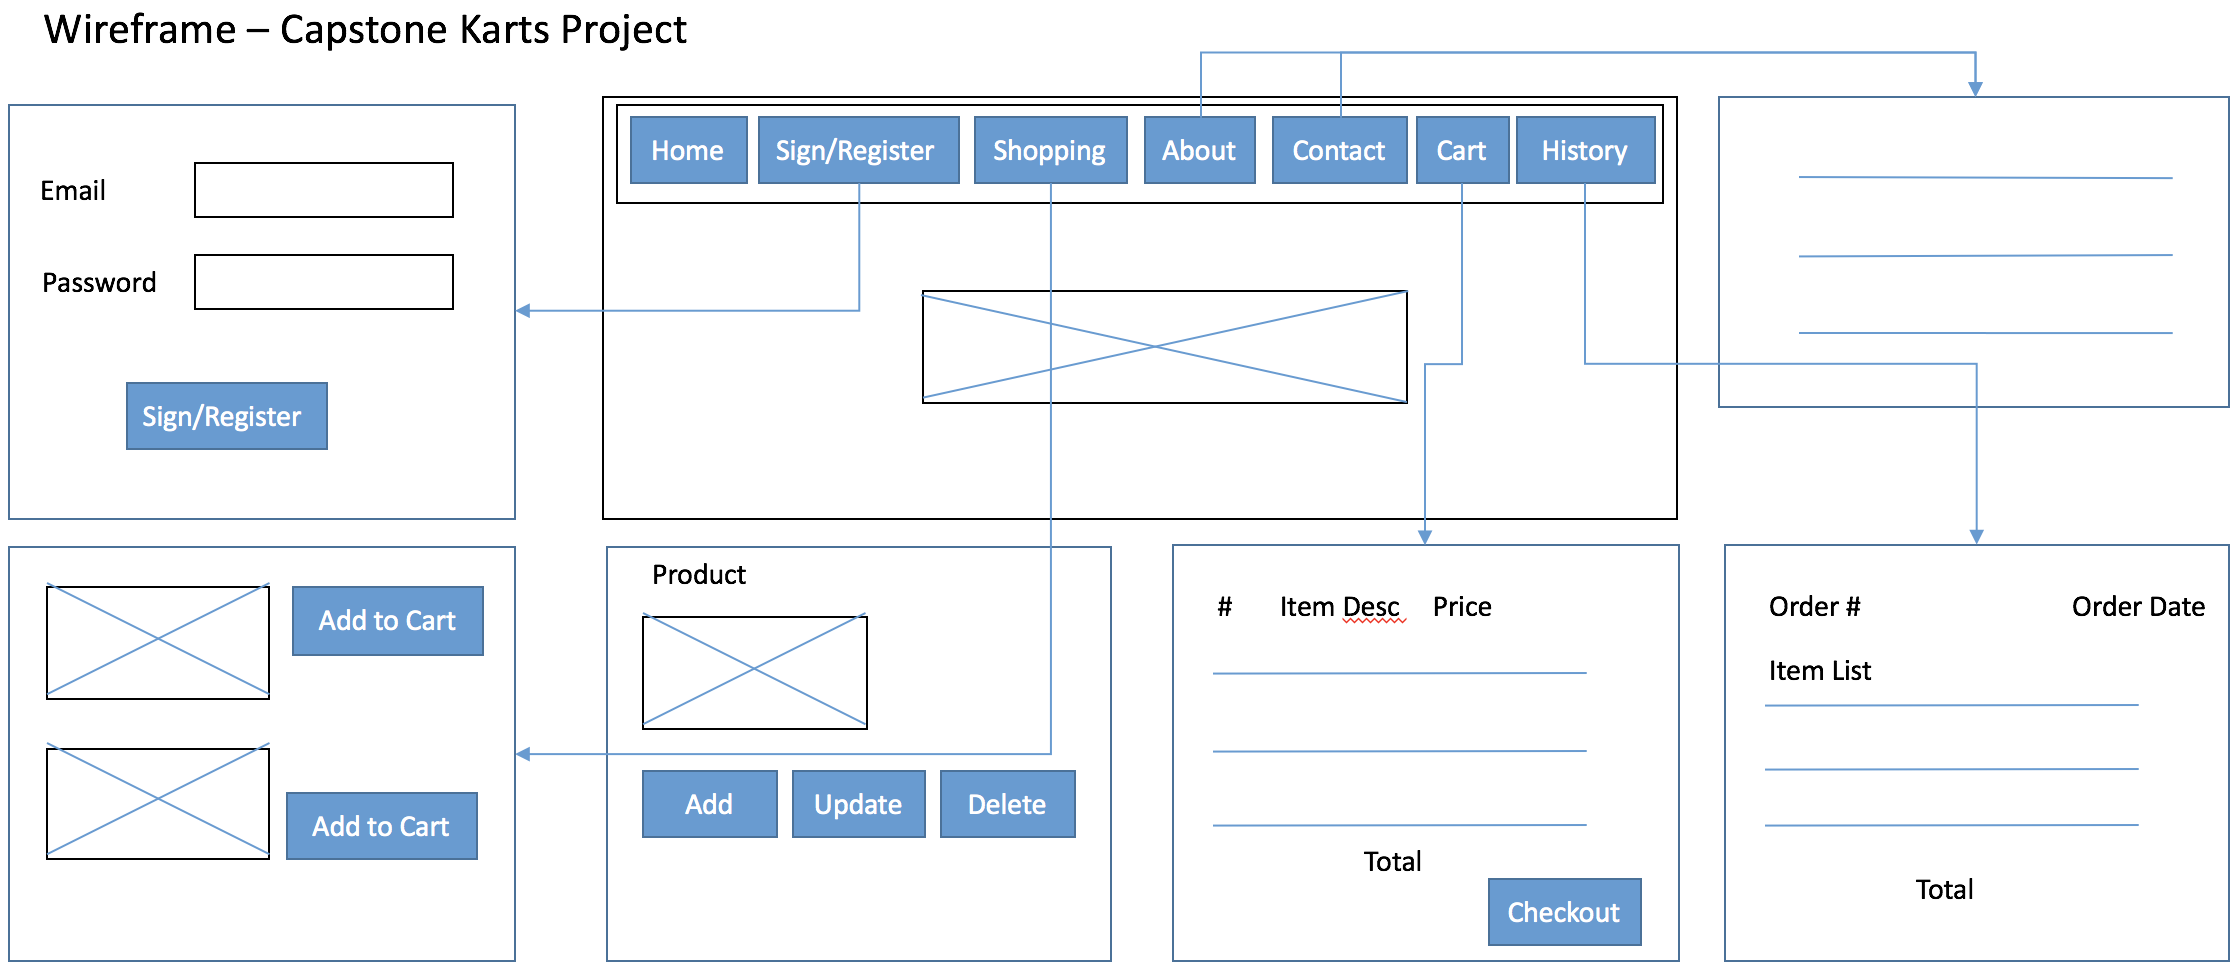 Wireframe – Capstone Karts Project
Home Sign/Register Shopping About Contact Cart History
Email
Password
Sign/Register
Add to Cart
Add to Cart
Product
Add Update Delete
# Item Desc Price
Total
Checkout
Order # Order Date
Item List
Total